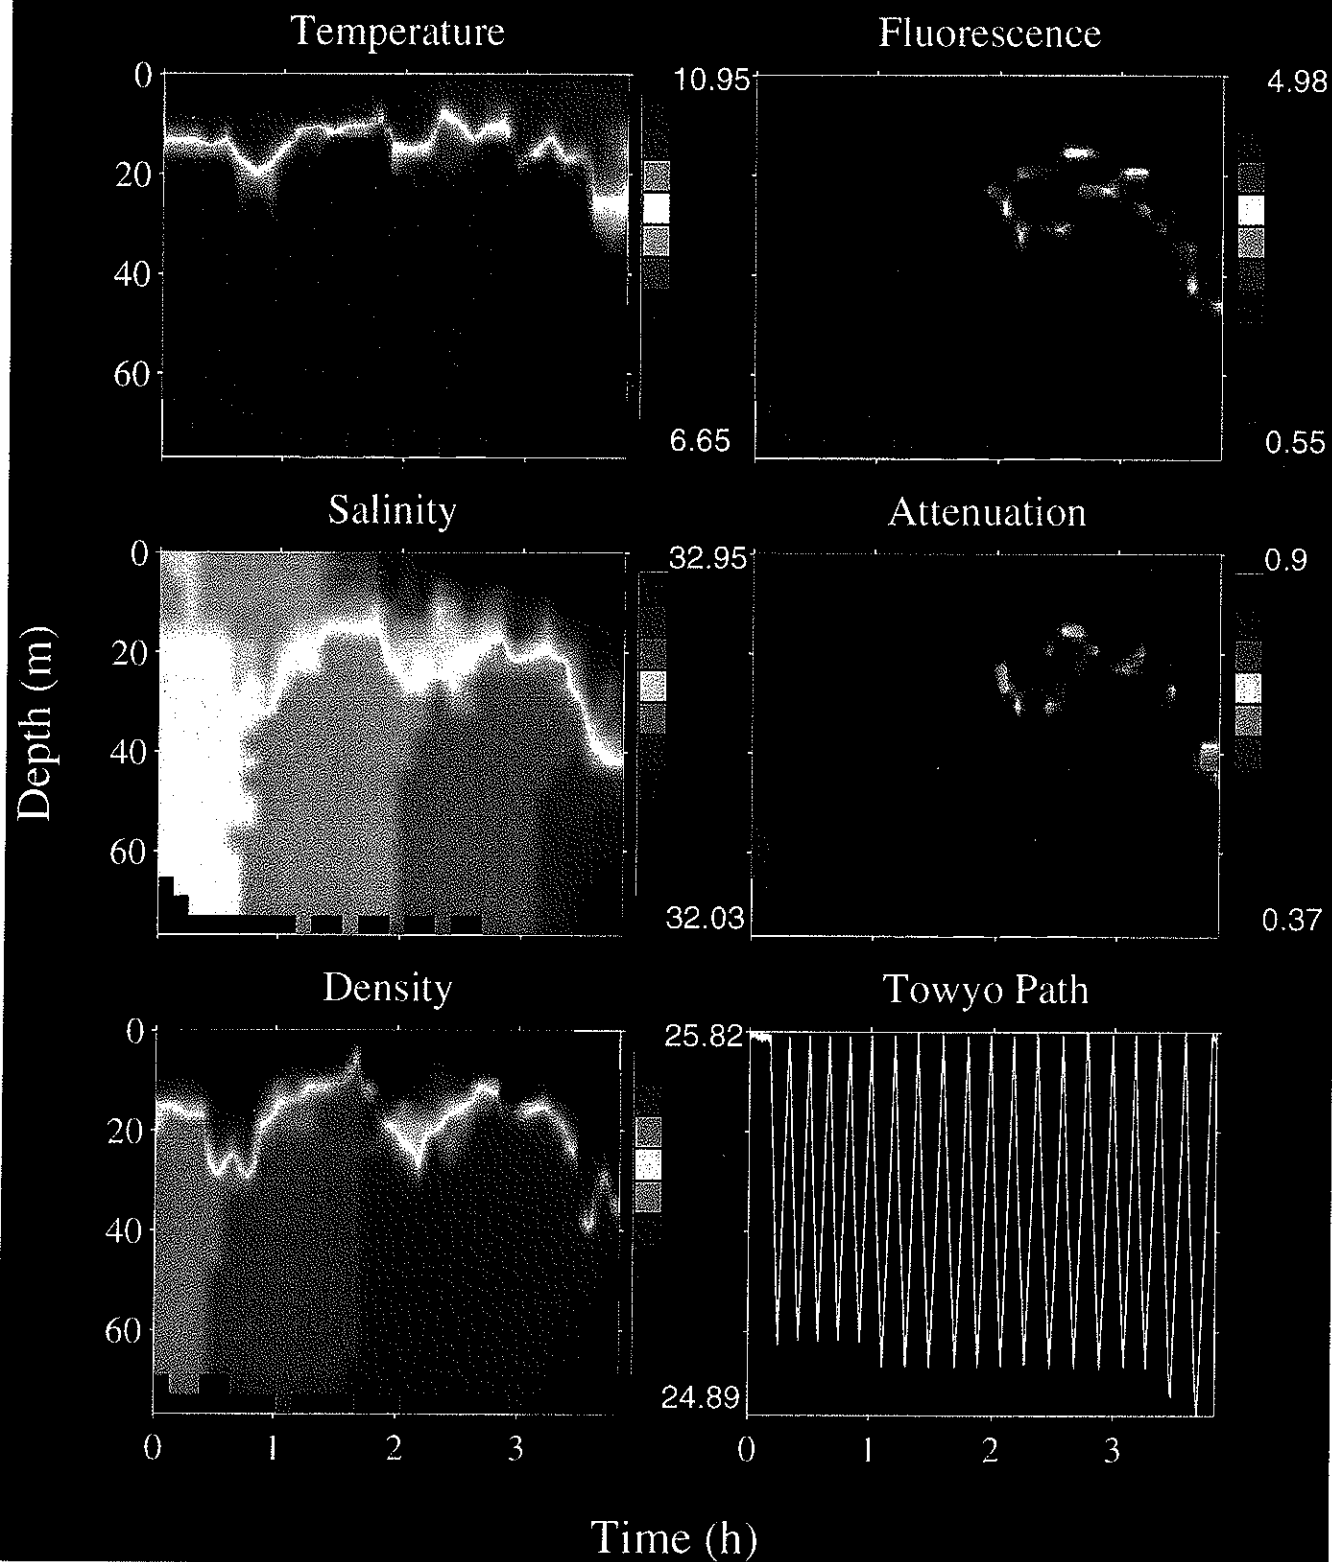 Temperature
Fluorescence
0
20
40
60
10.95
6.65
4.98
0.55
Salinity
Attenuation
0
20
40
60
32.95
32.03
0.9
0.37
Depth (m)
Density
Towyo Path
0
20
40
60
25.82
24.89
0 1 2 3
0 1 2 3
Time (h)